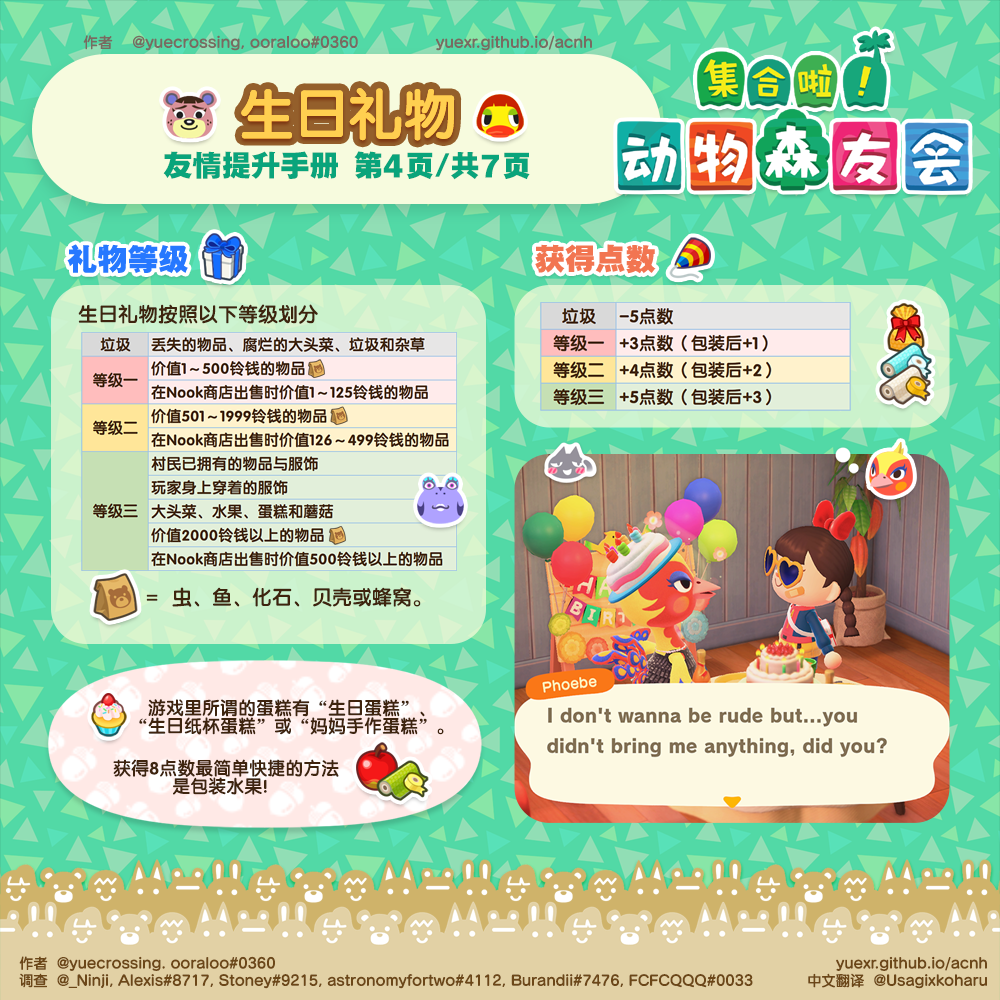 作者 @yuecrossing, ooraloo#0360 yuexr.github.io/acnh
集合啦！
动物森友会
生日礼物
友情提升手册 第4页/共7页
礼物等级
生日礼物按照以下等级划分
垃圾 丢失的物品、腐烂的大头菜、垃圾和杂草
等级一 价值1～500铃钱的物品
在Nook商店出售时价值1～125铃钱的物品
等级二 价值501～1999铃钱的物品
在Nook商店出售时价值126～499铃钱的物品
等级三 村民已拥有的物品与服饰
玩家身上穿着的服饰
大头菜、水果、蛋糕和蘑菇
价值2000铃钱以上的物品
在Nook商店出售时价值500铃钱以上的物品
= 虫、鱼、化石、贝壳或蜂窝。
游戏里所谓的蛋糕有“生日蛋糕”、
“生日纸杯蛋糕”或“妈妈手作蛋糕”。
获得8点数最简单快捷的方法
是包装水果!
获得点数
垃圾 −5点数
等级一 +3点数（包装后+1）
等级二 +4点数（包装后+2）
等级三 +5点数（包装后+3）
BIRT
Phoebe
I don't wanna be rude but...you
didn't bring me anything, did you?
作者 @yuecrossing. ooraloo#0360
调查 @_Ninji, Alexis#8717, Stoney#9215, astronomyfortwo#4112, Burandii#7476, FCFCQQQ#0033
yuexr.github.io/acnh
中文翻译 @Usagixkoharu